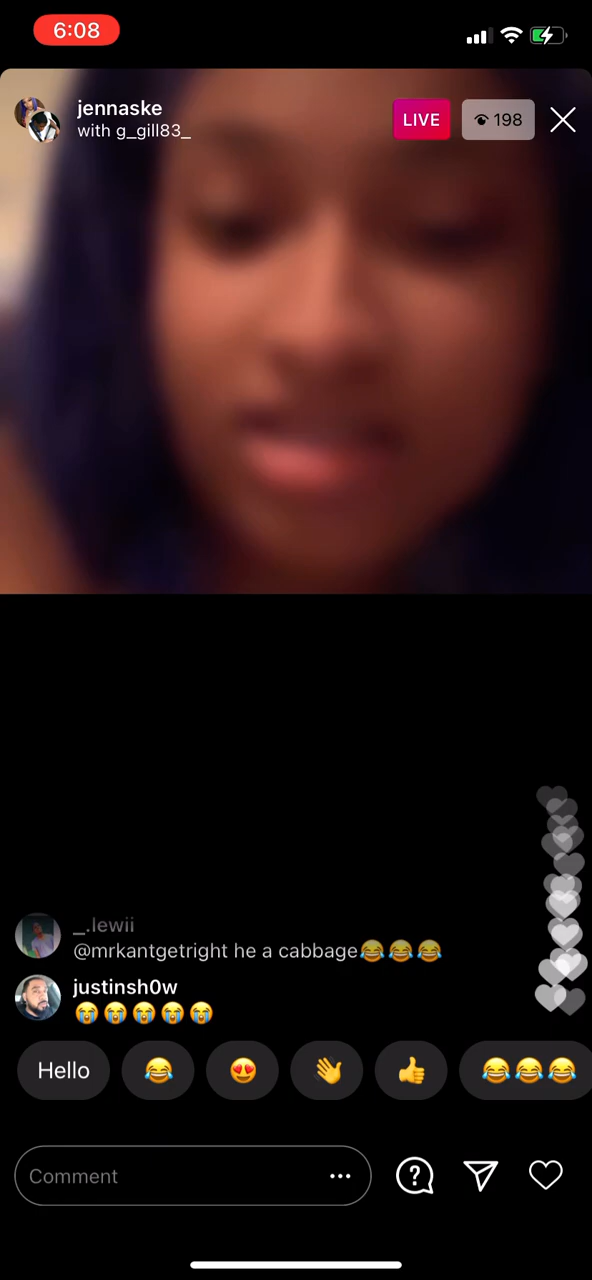 6:08
jennaske
with g_gill83_
LIVE
198
_.lewii
@mrkantgetright he a cabbage😂😂😂
justinsh0w
😭😭😭😭😭
Hello 😂 😍 👋 👍 😂😂😂
Comment